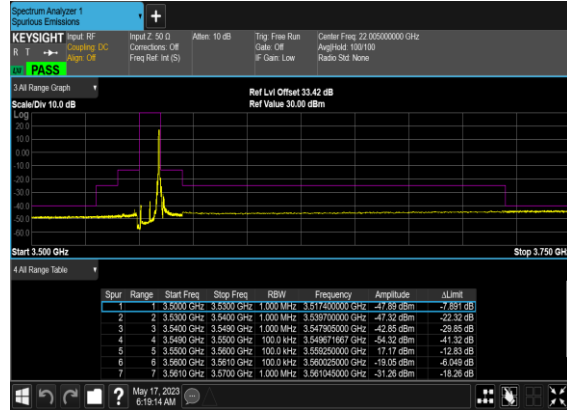 Spectrum Analyzer 1
Spurious Emissions
+
KEYSIGHT Input: RF Input Z: 50 Ω Atten: 10 dB Trig: Free Run Center Freq: 22.005000000 GHz
R T Coupling: DC Corrections: Off Gate: Off Avg|Hold: 100/100
Align: Off Freq Ref: Int (S) IF Gain: Low Radio Std: None
PASS
3 All Range Graph
Ref Lvl Offset 33.42 dB
Scale/Div 10.0 dB Ref Value 30.00 dBm
Log
20.0
10.0
0.00
-10.0
-20.0
-30.0
-40.0
-50.0
-60.0
Start 3.500 GHz Stop 3.750 GH
4 All Range Table
Spur Range Start Freq Stop Freq RBW Frequency Amplitude ΔLimit
1 1 3.5000 GHz 3.5300 GHz 1.000 MHz 3.517400000 GHz -47.89 dBm -7.891 dB
2 2 3.5300 GHz 3.5400 GHz 1.000 MHz 3.539700000 GHz -47.32 dBm -22.32 dB
3 3 3.5400 GHz 3.5490 GHz 1.000 MHz 3.547905000 GHz -42.85 dBm -29.85 dB
4 4 3.5490 GHz 3.5500 GHz 100.0 kHz 3.549671667 GHz -54.32 dBm -41.32 dB
5 5 3.5500 GHz 3.5600 GHz 100.0 kHz 3.559250000 GHz 17.17 dBm -12.83 dB
6 6 3.5600 GHz 3.5610 GHz 100.0 kHz 3.560025000 GHz -19.05 dBm -6.049 dB
7 7 3.5610 GHz 3.5700 GHz 1.000 MHz 3.561045000 GHz -31.26 dBm -18.26 dB
? May 17, 2023
6:19:14 AM